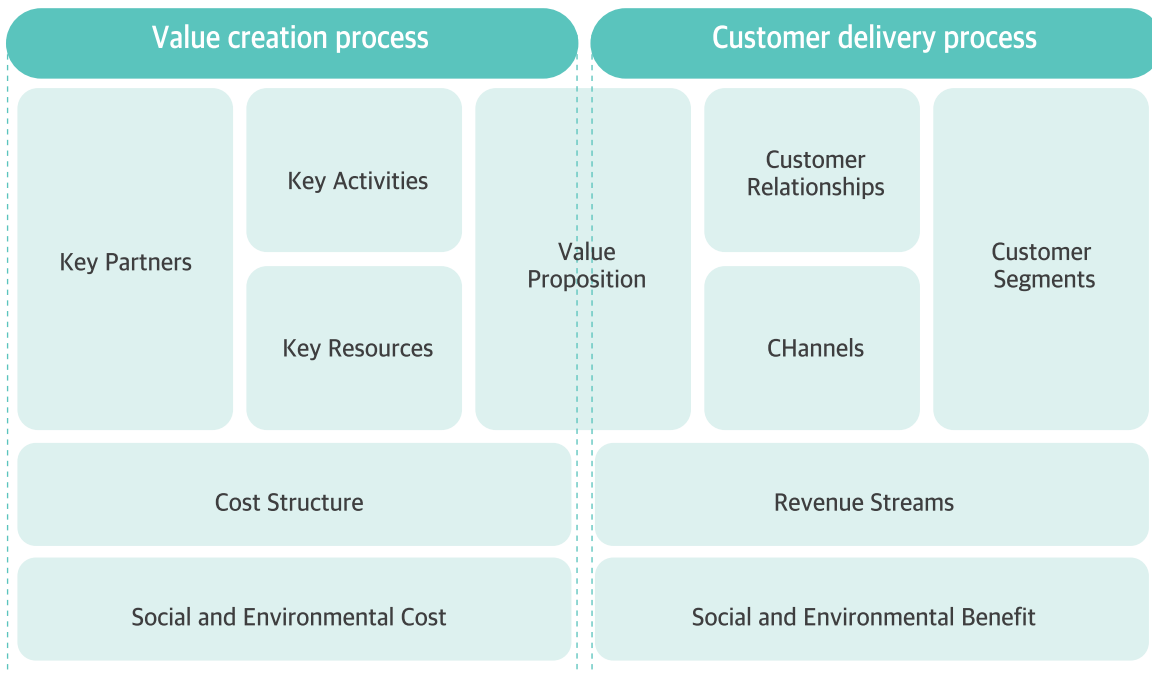 Value creation process
Customer delivery process
Key Partners
Key Activities
Key Resources
Value
Proposition
Customer
Relationships
CHannels
Customer
Segments
Cost Structure
Revenue Streams
Social and Environmental Cost
Social and Environmental Benefit